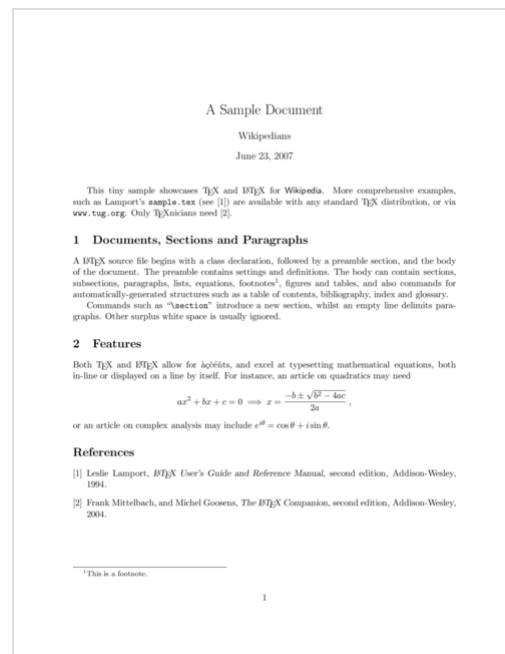 A Sample Document
Wikipedians
June 23, 2007
This tiny sample showcases TEX and LATEX for Wikipedia. More comprehensive examples,
such as Lamport's sample.tex (see [1]) are available with any standard TEX distribution, or via
www.tug.org. Only TEXnicians need [2].
1 Documents, Sections and Paragraphs
A LATEX source file begins with a class declaration, followed by a preamble section, and the body
of the document. The preamble contains settings and definitions. The body can contain sections,
subsections, paragraphs, lists, equations, footnotes¹, figures and tables, and also commands for
automatically-generated structures such as a table of contents, bibliography, index and glossary.
Commands such as "\section" introduce a new section, whilst an empty line delimits para-
graphs. Other surplus white space is usually ignored.
2 Features
Both TEX and LATEX allow for and excel at typesetting mathematical equations, both
in-line or displayed on a line by itself. For instance, an article on quadratics may need
ax² + bx + c = 0 ⟹ x = (−b ± √(b² − 4ac)) / 2a ,
or an article on complex analysis may include e^{iθ} = cos θ + i sin θ.
References
[1] Leslie Lamport, LATEX User's Guide and Reference Manual, second edition, Addison-Wesley,
1994.
[2] Frank Mittelbach, and Michel Goosens, The LATEX Companion, second edition, Addison-Wesley,
2004.
¹This is a footnote.
1